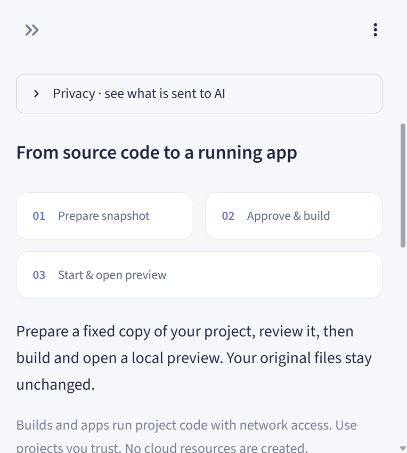 Privacy · see what is sent to AI
From source code to a running app
01 Prepare snapshot
02 Approve & build
03 Start & open preview
Prepare a fixed copy of your project, review it, then
build and open a local preview. Your original files stay
unchanged.
Builds and apps run project code with network access. Use
projects you trust. No cloud resources are created.